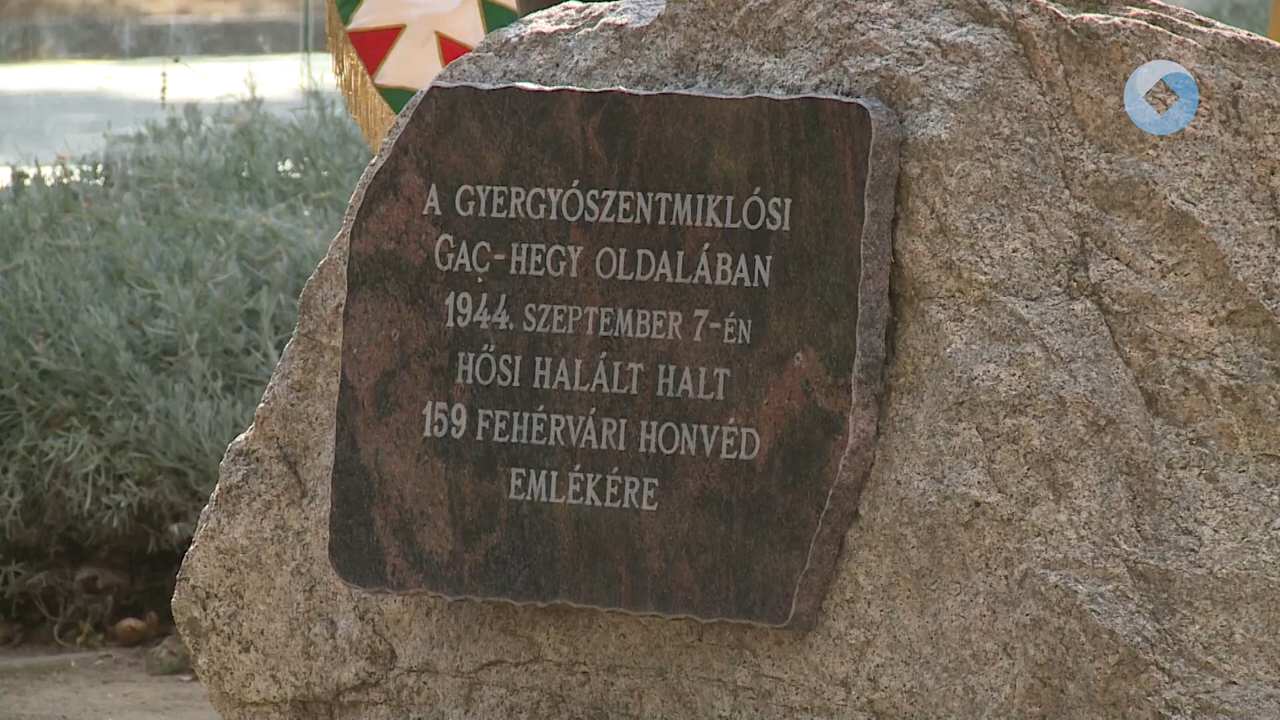 A GYERGYÓSZENTMIKLÓSI
GAÇ-HEGY OLDALÁBAN
1944. SZEPTEMBER 7-ÉN
HŐSI HALÁLT HALT
159 FEHÉRVÁRI HONVÉD
EMLÉKÉRE